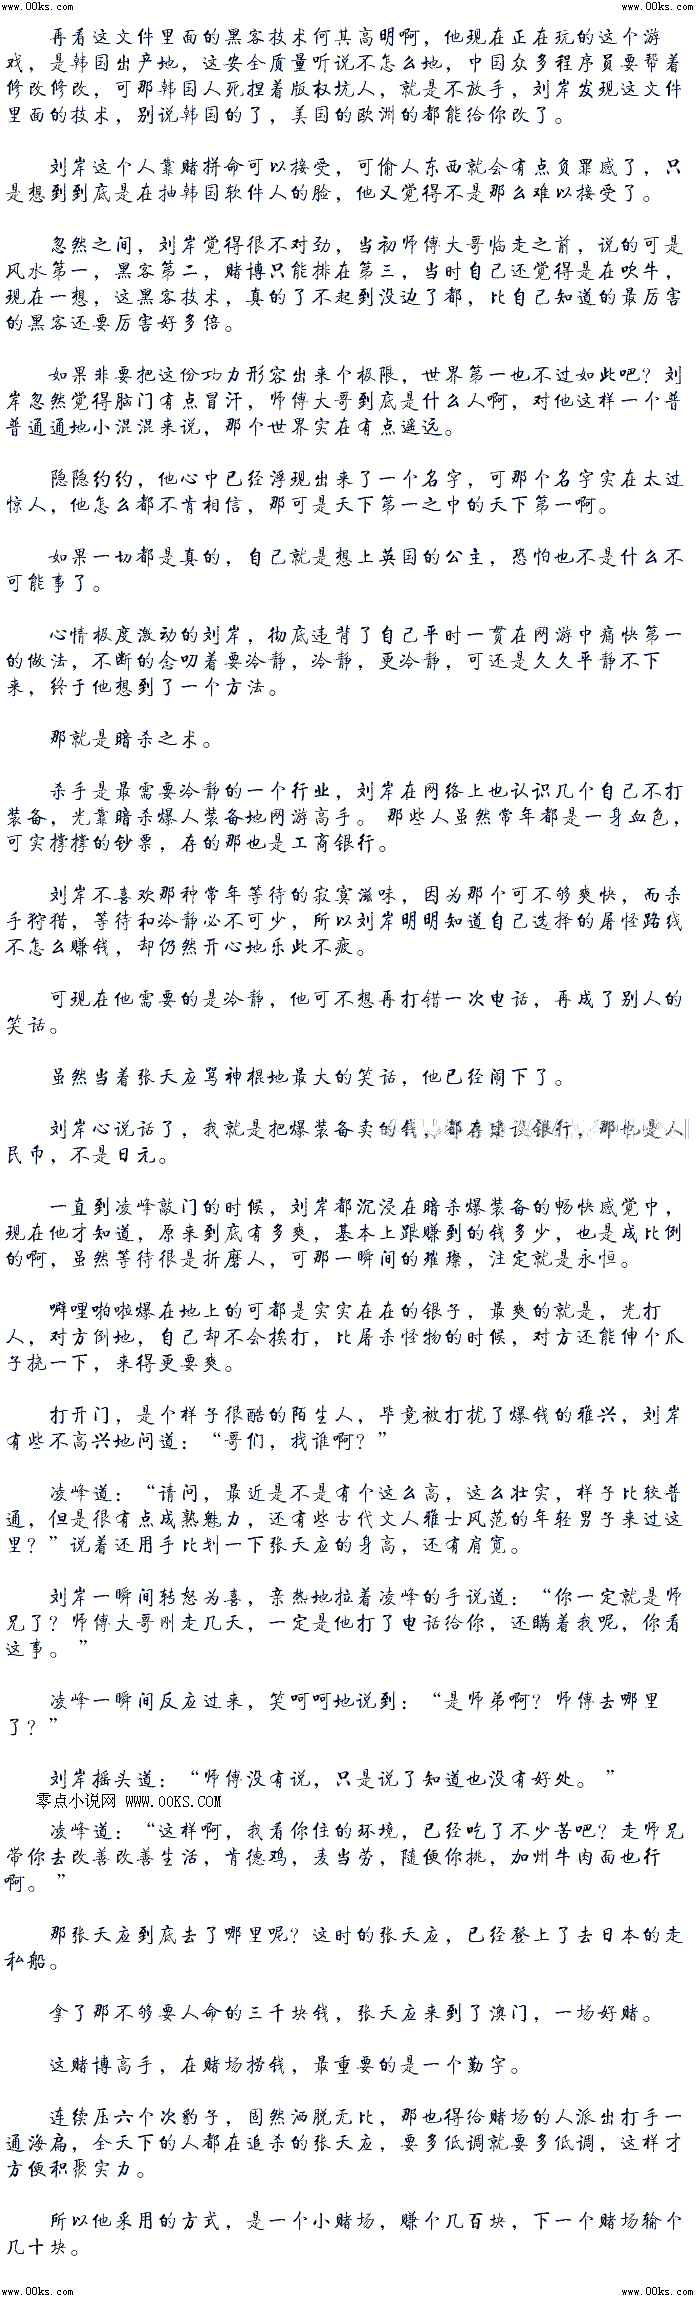 www.00ks.com www.00ks.com
再看这文件里面的黑客技术何其高明啊，他现在正在玩的这个游
戏，是韩国出产地，这安全质量听说不怎么地，中国众多程序员要帮着
修改修改，可那韩国人死捏着版权坑人，就是不放手，刘岸发现这文件
里面的技术，别说韩国的了，美国的欧洲的都能给你改了。
刘岸这个人靠赌拼命可以接受，可偷人东西就会有点负罪感了，只
是想到到底是在抽韩国软件人的脸，他又觉得不是那么难以接受了。
忽然之间，刘岸觉得很不对劲，当初师傅大哥临走之前，说的可是
风水第一，黑客第二，赌博只能排在第三，当时自己还觉得是在吹牛，
现在一想，这黑客技术，真的了不起到没边了都，比自己知道的最厉害
的黑客还要厉害好多倍。
如果非要把这份功力形容出来个极限，世界第一也不过如此吧？刘
岸忽然觉得脑门有点冒汗，师傅大哥到底是什么人啊，对他这样一个普
普通通地小混混来说，那个世界实在有点遥远。
隐隐约约，他心中已经浮现出来了一个名字，可那个名字实在太过
惊人，他怎么都不肯相信，那可是天下第一之中的天下第一啊。
如果一切都是真的，自己就是想上英国的公主，恐怕也不是什么不
可能事了。
心情极度激动的刘岸，彻底违背了自己平时一贯在网游中痛快第一
的做法，不断的念叨着要冷静，冷静，更冷静，可还是久久平静不下
来，终于他想到了一个方法。
那就是暗杀之术。
杀手是最需要冷静的一个行业，刘岸在网络上也认识几个自己不打
装备，光靠暗杀爆人装备地网游高手。 那些人虽然常年都是一身血色，
可实撑撑的钞票，存的那也是工商银行。
刘岸不喜欢那种常年等待的寂寞滋味，因为那个可不够爽快，而杀
手狩猎，等待和冷静必不可少，所以刘岸明明知道自己选择的屠怪路线
不怎么赚钱，却仍然开心地乐此不疲。
可现在他需要的是冷静，他可不想再打错一次电话，再成了别人的
笑话。
虽然当着张天应骂神棍地最大的笑话，他已经闹下了。
刘岸心说话了，我就是把爆装备卖的钱，都存建设银行，那也是人
民币，不是日元。
一直到凌峰敲门的时候，刘岸都沉浸在暗杀爆装备的畅快感觉中，
现在他才知道，原来到底有多爽，基本上跟赚到的钱多少，也是成比例
的啊，虽然等待很是折磨人，可那一瞬间的璀璨，注定就是永恒。
噼哩啪啦爆在地上的可都是实实在在的银子，最爽的就是，光打
人，对方倒地，自己却不会挨打，比屠杀怪物的时候，对方还能伸个爪
子挠一下，来得更要爽。
打开门，是个样子很酷的陌生人，毕竟被打扰了爆钱的雅兴，刘岸
有些不高兴地问道：“哥们，找谁啊？”
凌峰道：“请问，最近是不是有个这么高，这么壮实，样子比较普
通，但是很有点成熟魅力，还有些古代文人雅士风范的年轻男子来过这
里？”说着还用手比划一下张天应的身高，还有肩宽。
刘岸一瞬间转怒为喜，亲热地拉着凌峰的手说道：“你一定就是师
兄了？师傅大哥刚走几天，一定是他打了电话给你，还瞒着我呢，你看
这事。”
凌峰一瞬间反应过来，笑呵呵地说到：“是师弟啊？师傅去哪里
了？”
刘岸摇头道：“师傅没有说，只是说了知道也没有好处。”
零点小说网 www.00KS.COM
凌峰道：“这样啊，我看你住的环境，已经吃了不少苦吧？走师兄
带你去改善改善生活，肯德鸡，麦当劳，随便你挑，加州牛肉面也行
啊。”
那张天应到底去了哪里呢？这时的张天应，已经登上了去日本的走
私船。
拿了那不够要人命的三千块钱，张天应来到了澳门，一场好赌。
这赌博高手，在赌场捞钱，最重要的是一个勤字。
连续压六个次豹子，固然洒脱无比，那也得给赌场的人派出打手一
通海扁，全天下的人都在追杀的张天应，要多低调就要多低调，这样才
方便积聚实力。
所以他采用的方式，是一个小赌场，赚个几百块，下一个赌场输个
几十块。
www.00ks.com www.00ks.com